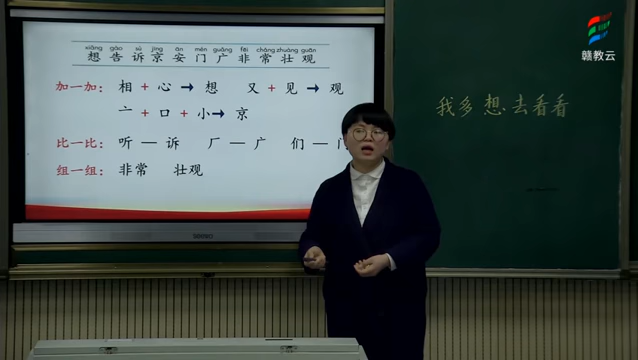 xiǎng gào sù jīng ān mén guǎng fēi cháng zhuàng guān
想 告 诉 京 安 门 广 非 常 壮 观
加一加： 相 + 心 → 想 又 + 见 → 观
亠 + 口 + 小 → 京
比一比： 听 — 诉 厂 — 广 们 — 门
组一组： 非常 壮观
我多想去看看
赣教云